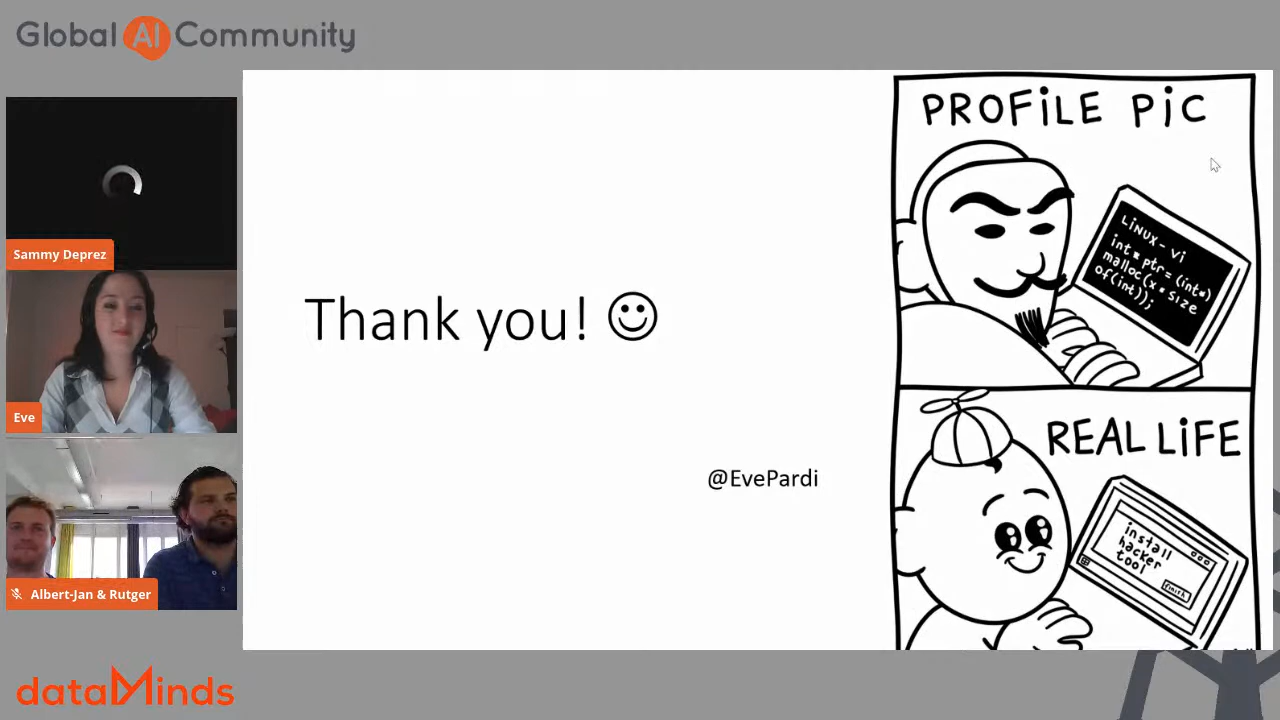 Global AI Community
Sammy Deprez
Eve
Albert-Jan & Rutger
dataMinds
Thank you! ☺
@EvePardi
PROFiLE PiC
LiNUX - Vi
int* ptr = (int*)
malloc(x * size
of(int));
REAL LiFE
install
hacker
tool
finish